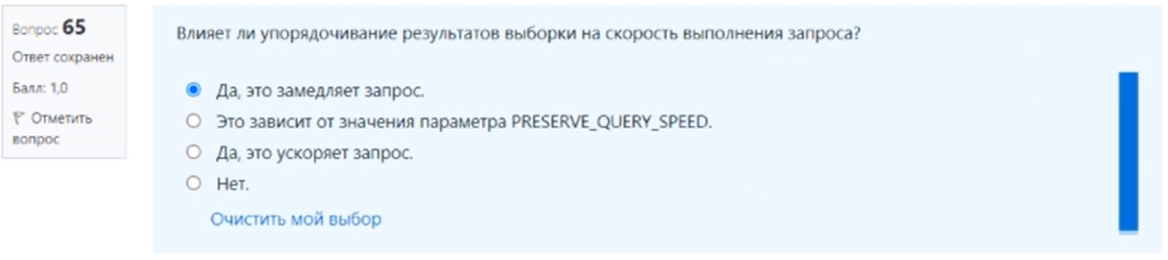 Вопрос 65
Ответ сохранен
Балл: 1,0
Отметить
вопрос
Влияет ли упорядочивание результатов выборки на скорость выполнения запроса?
Да, это замедляет запрос.
Это зависит от значения параметра PRESERVE_QUERY_SPEED.
Да, это ускоряет запрос.
Нет.
Очистить мой выбор